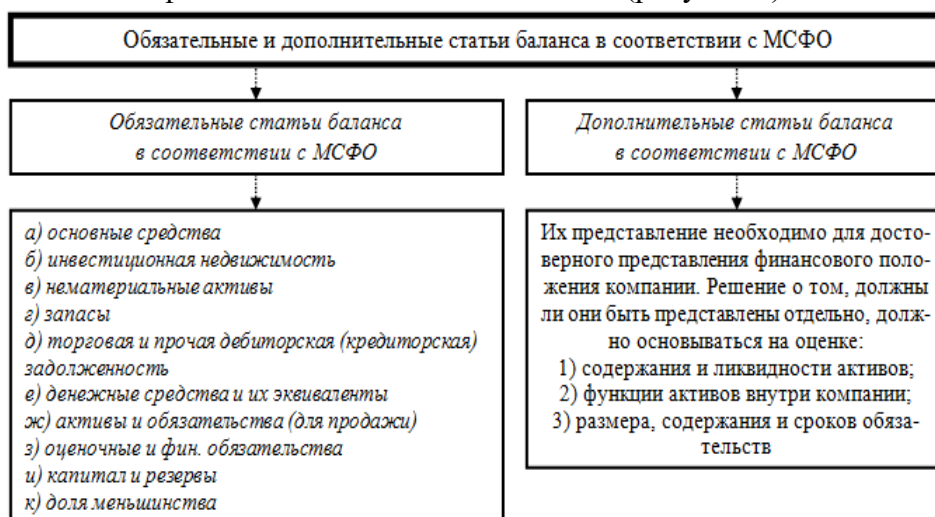 Обязательные и дополнительные статьи баланса в соответствии с МСФО
Обязательные статьи баланса
в соответствии с МСФО
Дополнительные статьи баланса
в соответствии с МСФО
а) основные средства
б) инвестиционная недвижимость
в) нематериальные активы
г) запасы
д) торговая и прочая дебиторская (кредиторская)
задолженность
е) денежные средства и их эквиваленты
ж) активы и обязательства (для продажи)
з) оценочные и фин. обязательства
и) капитал и резервы
к) доля меньшинства
Их представление необходимо для досто-
верного представления финансового поло-
жения компании. Решение о том, должны
ли они быть представлены отдельно, долж-
но основываться на оценке:
1) содержания и ликвидности активов;
2) функции активов внутри компании;
3) размера, содержания и сроков обяза-
тельств